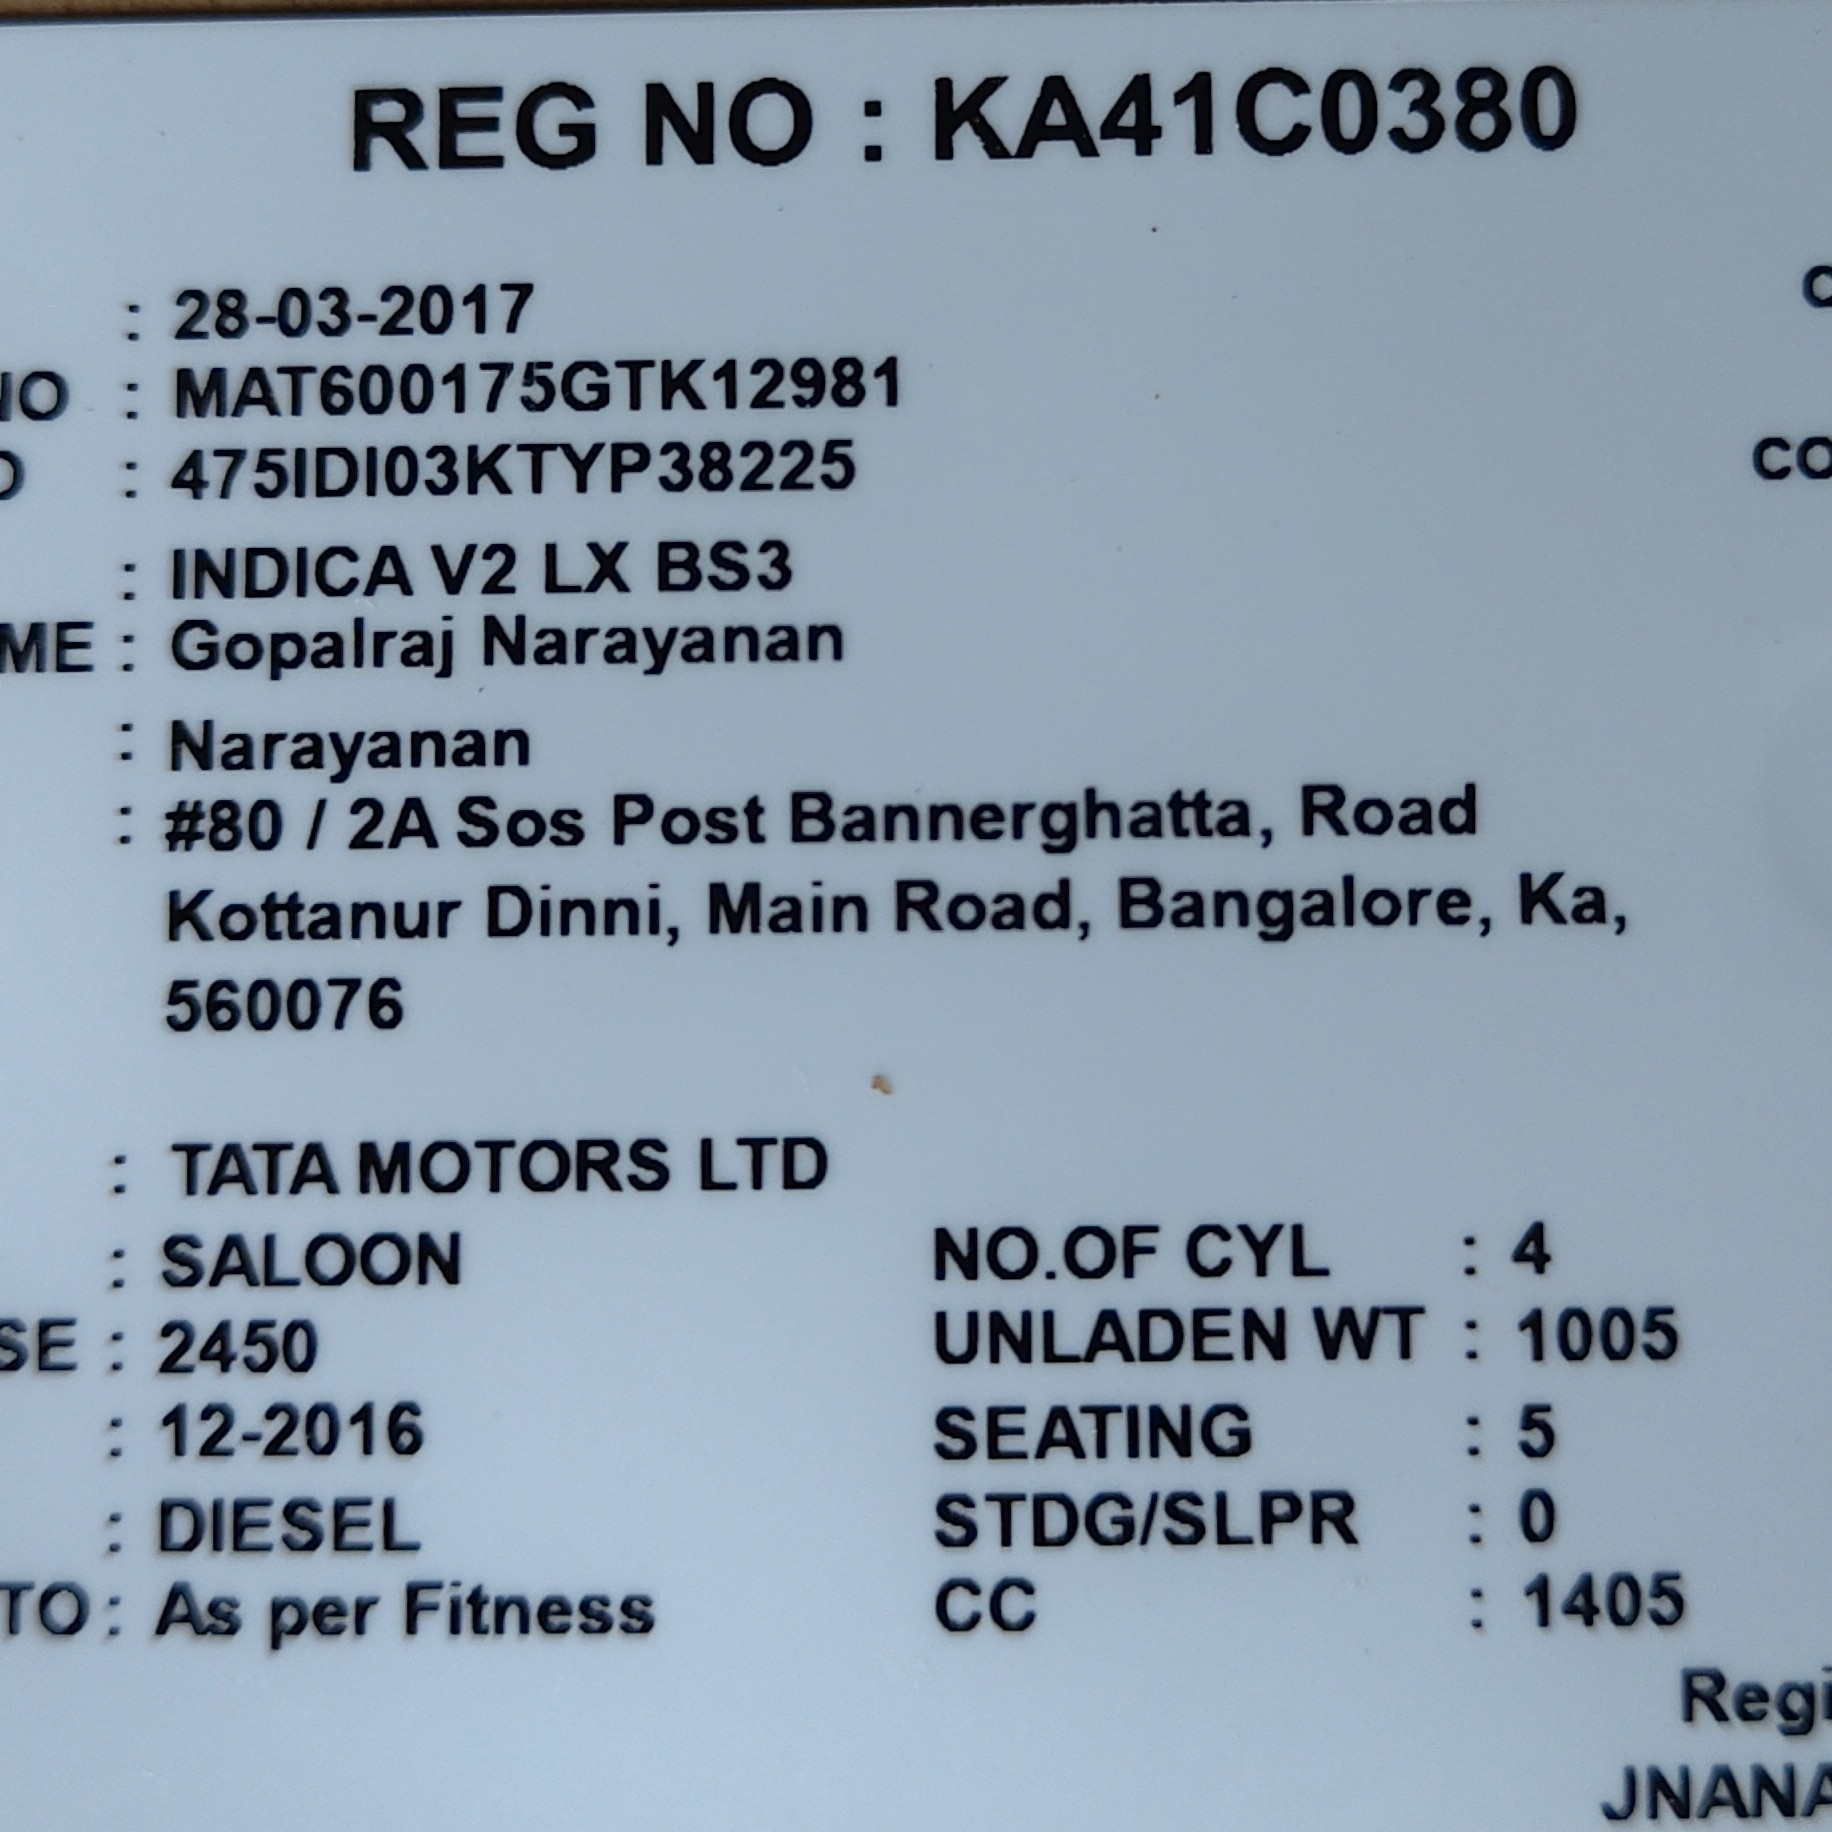 REG NO : KA41C0380
: 28-03-2017
NO : MAT600175GTK12981
: 475IDI03KTYP38225
CO
: INDICA V2 LX BS3
ME : Gopalraj Narayanan
: Narayanan
: #80 / 2A Sos Post Bannerghatta, Road
Kottanur Dinni, Main Road, Bangalore, Ka,
560076
: TATA MOTORS LTD
: SALOON NO.OF CYL : 4
SE : 2450 UNLADEN WT : 1005
: 12-2016 SEATING : 5
: DIESEL STDG/SLPR : 0
TO : As per Fitness CC : 1405
Regi
JNANA